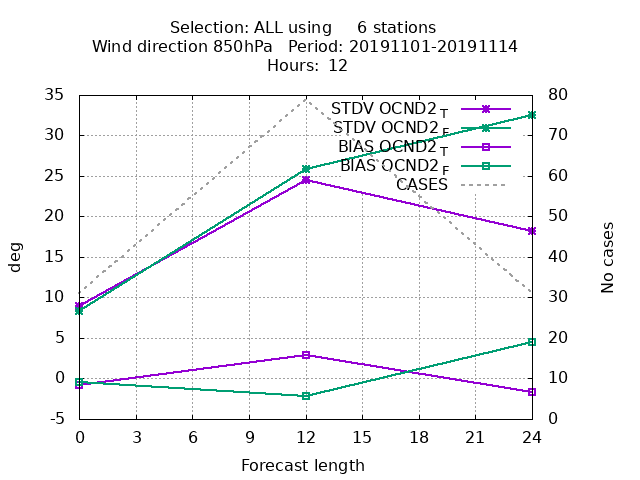 Selection: ALL using     6 stations
Wind direction 850hPa   Period: 20191101-20191114
Hours: 12
35 80
STDV OCND2 T
30 STDV OCND2 F 70
BIAS OCND2 T
BIAS OCND2 F
25 60
CASES
20 50
15 40
10 30
5 20
0 10
-5 0
deg
No cases
0 3 6 9 12 15 18 21 24
Forecast length